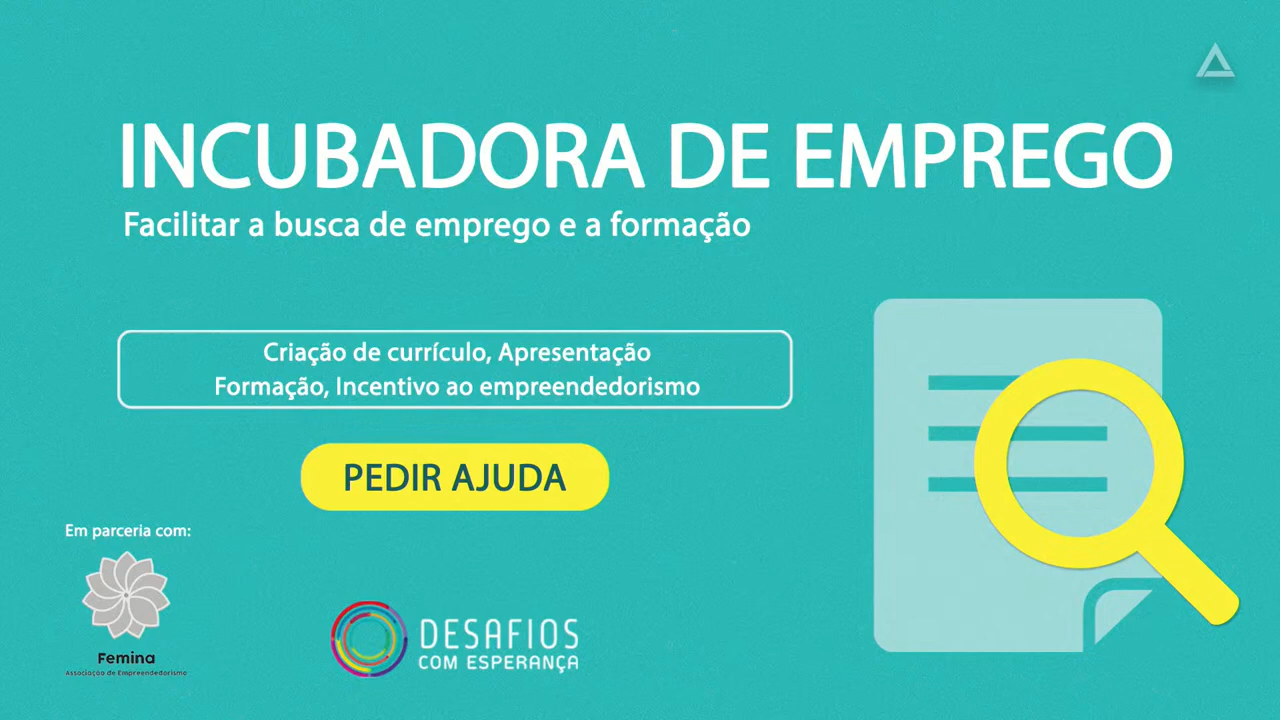 INCUBADORA DE EMPREGO
Facilitar a busca de emprego e a formação
Criação de currículo, Apresentação
Formação, Incentivo ao empreendedorismo
PEDIR AJUDA
Em parceria com:
Femina
Associação de Empreendedorismo
DESAFIOS
COM ESPERANÇA